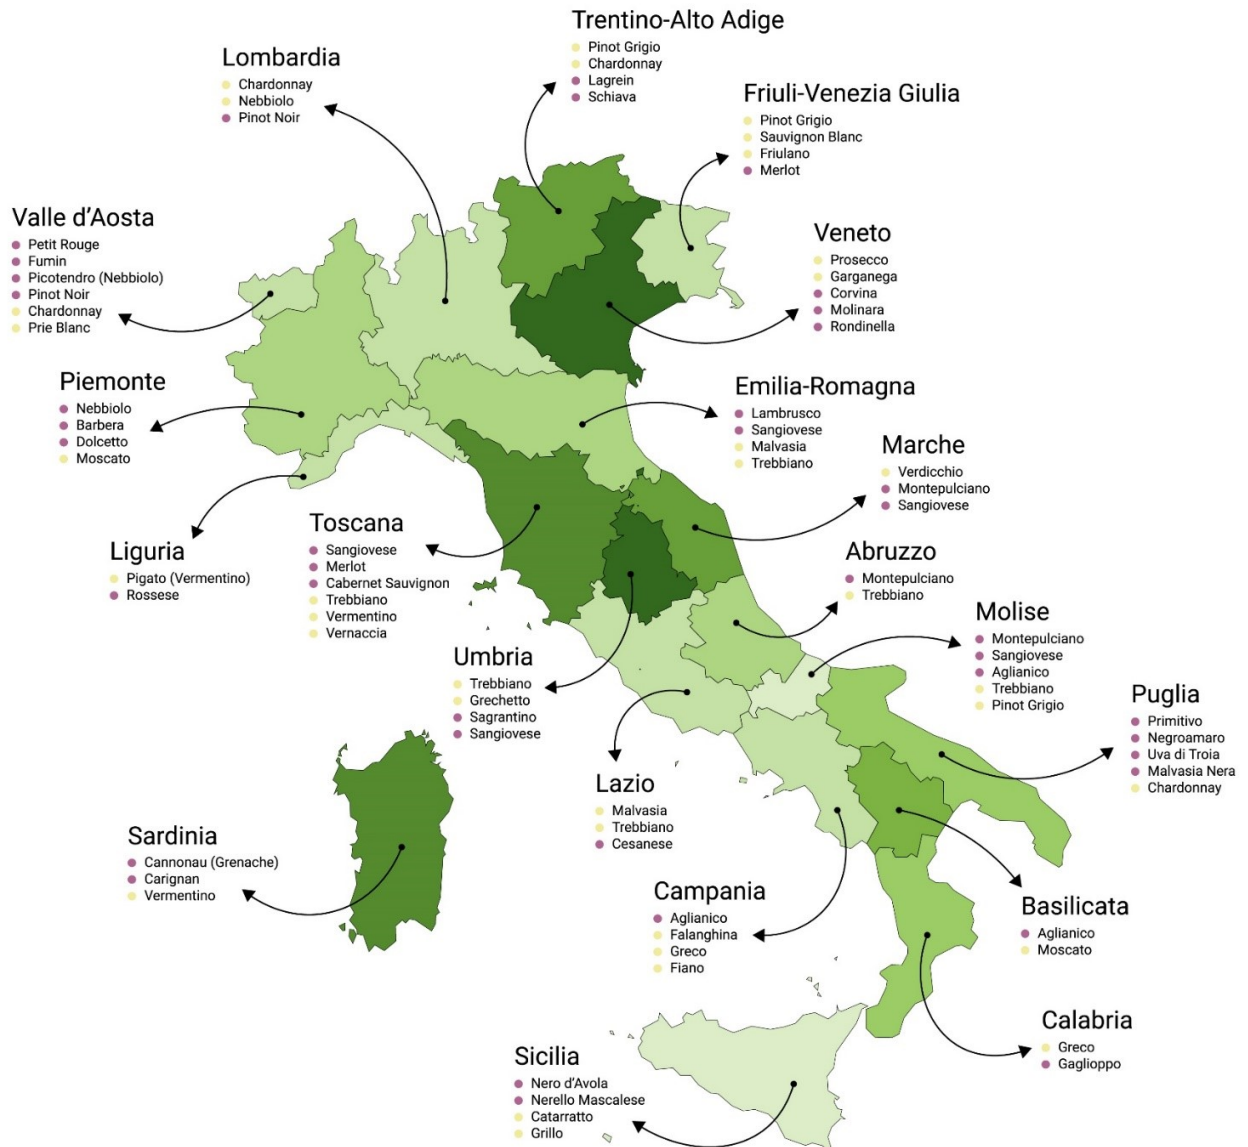 Trentino-Alto Adige
Pinot Grigio
Chardonnay
Lagrein
Schiava
Lombardia
Chardonnay
Nebbiolo
Pinot Noir
Friuli-Venezia Giulia
Pinot Grigio
Sauvignon Blanc
Friulano
Merlot
Valle d’Aosta
Petit Rouge
Fumin
Picotendro (Nebbiolo)
Pinot Noir
Chardonnay
Prie Blanc
Veneto
Prosecco
Garganega
Corvina
Molinara
Rondinella
Piemonte
Nebbiolo
Barbera
Dolcetto
Moscato
Emilia-Romagna
Lambrusco
Sangiovese
Malvasia
Trebbiano
Marche
Verdicchio
Montepulciano
Sangiovese
Liguria
Pigato (Vermentino)
Rossese
Toscana
Sangiovese
Merlot
Cabernet Sauvignon
Trebbiano
Vermentino
Vernaccia
Abruzzo
Montepulciano
Trebbiano
Molise
Montepulciano
Sangiovese
Aglianico
Trebbiano
Pinot Grigio
Umbria
Trebbiano
Grechetto
Sagrantino
Sangiovese
Puglia
Primitivo
Negroamaro
Uva di Troia
Malvasia Nera
Chardonnay
Lazio
Malvasia
Trebbiano
Cesanese
Sardinia
Cannonau (Grenache)
Carignan
Vermentino
Campania
Aglianico
Falanghina
Greco
Fiano
Basilicata
Aglianico
Moscato
Calabria
Greco
Gaglioppo
Sicilia
Nero d’Avola
Nerello Mascalese
Catarratto
Grillo